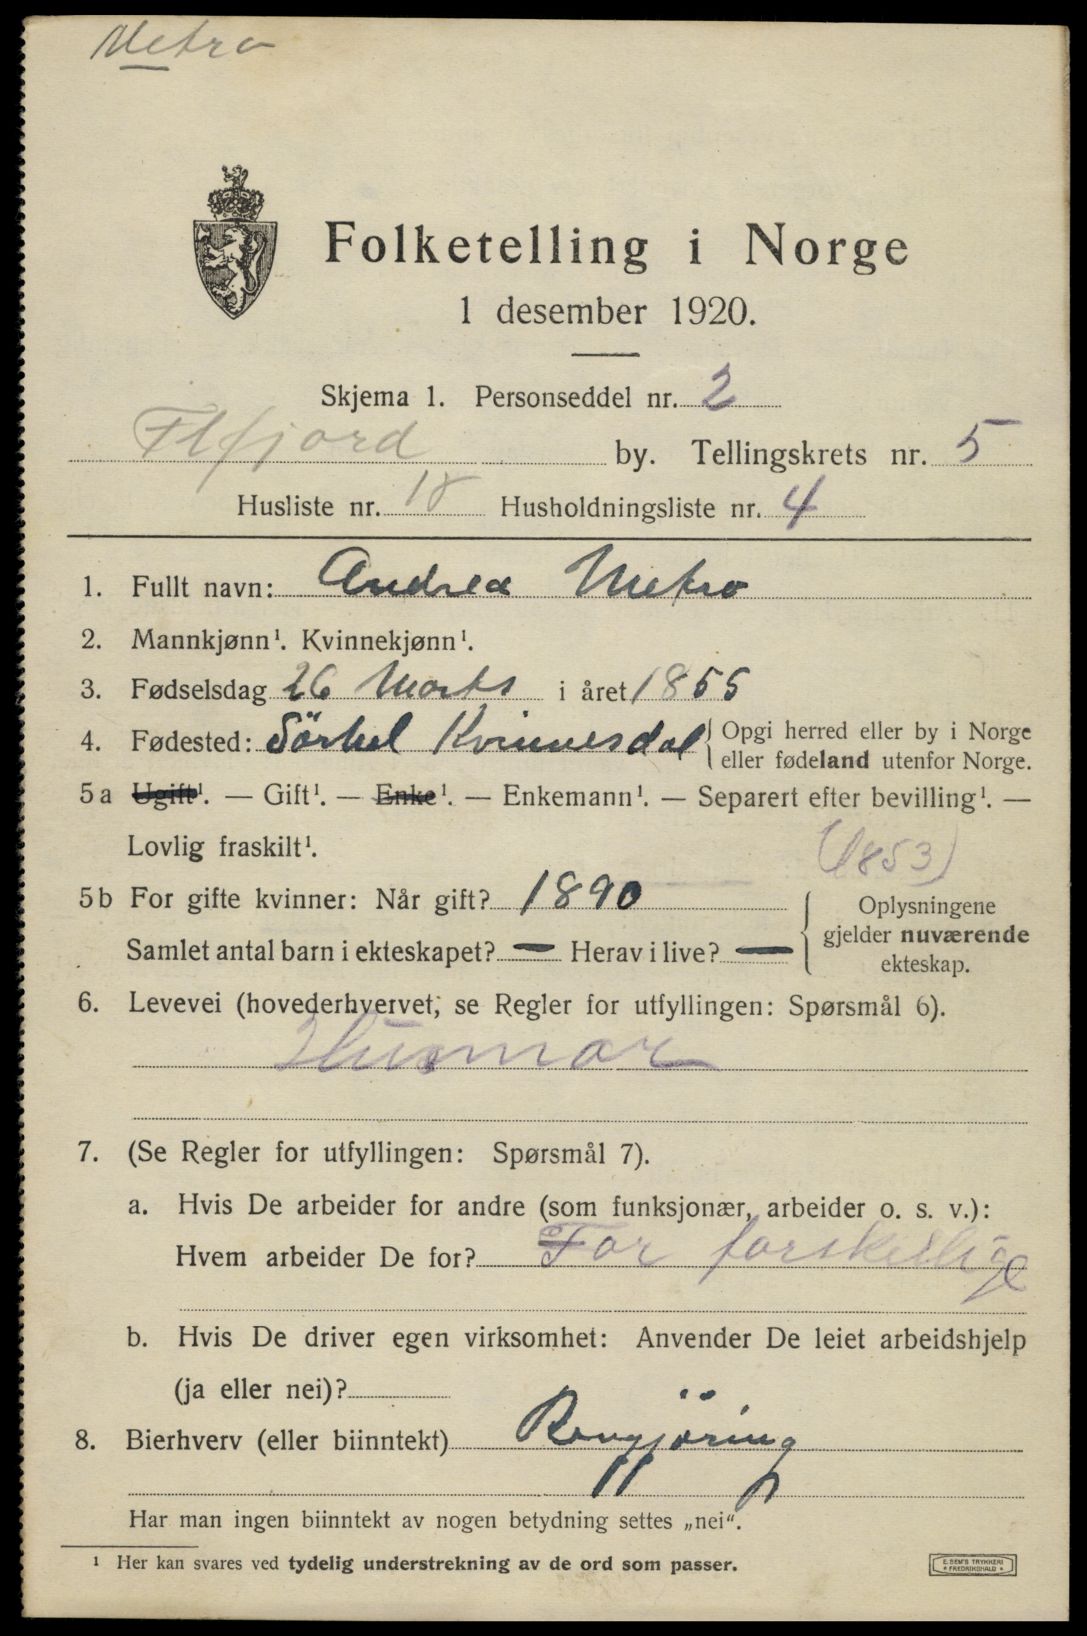 Metro
Folketelling i Norge
1 desember 1920.
Skjema 1. Personseddel nr. 2
Flfjord by. Tellingskrets nr. 5
Husliste nr. 18 Husholdningsliste nr. 4
1. Fullt navn: Andrea Metro
2. Mannkjønn¹. Kvinnekjønn¹.
3. Fødselsdag 26 Marts i året 1855
4. Fødested: Kvinnesdal { Opgi herred eller by i Norge
eller fødeland utenfor Norge.
5a Ugift¹. — Gift¹. — Enke¹. — Enkemann¹. — Separert efter bevilling¹. —
Lovlig fraskilt¹.
(1853)
5b For gifte kvinner: Når gift? 1890
Samlet antal barn i ekteskapet? — Herav i live? — { Oplysningene
gjelder nuværende
ekteskap.
6. Levevei (hovederhvervet, se Regler for utfyllingen: Spørsmål 6).
Husmor
7. (Se Regler for utfyllingen: Spørsmål 7).
a. Hvis De arbeider for andre (som funksjonær, arbeider o. s. v.):
Hvem arbeider De for? For forskellige
b. Hvis De driver egen virksomhet: Anvender De leiet arbeidshjelp
(ja eller nei)?
8. Bierhverv (eller biinntekt) Rengjöring
Har man ingen biinntekt av nogen betydning settes „nei".
¹ Her kan svares ved tydelig understrekning av de ord som passer.
E. SEM'S TRYKKERI
* FREDRIKSHALD *